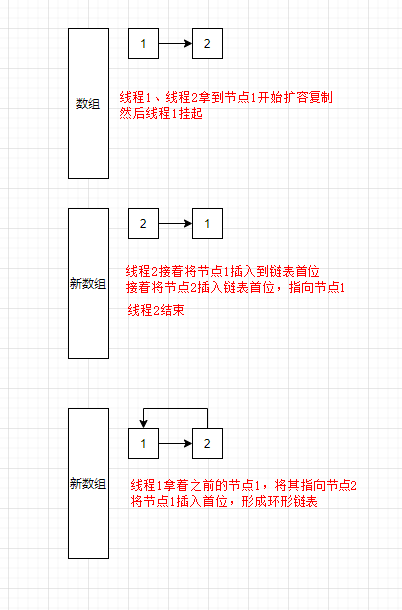 1
2
数组
线程1、线程2拿到节点1开始扩容复制
然后线程1挂起
2
1
新数组
线程2接着将节点1插入到链表首位
接着将节点2插入链表首位，指向节点1
线程2结束
1
2
新数组
线程1拿着之前的节点1，将其指向节点2
将节点1插入首位，形成环形链表